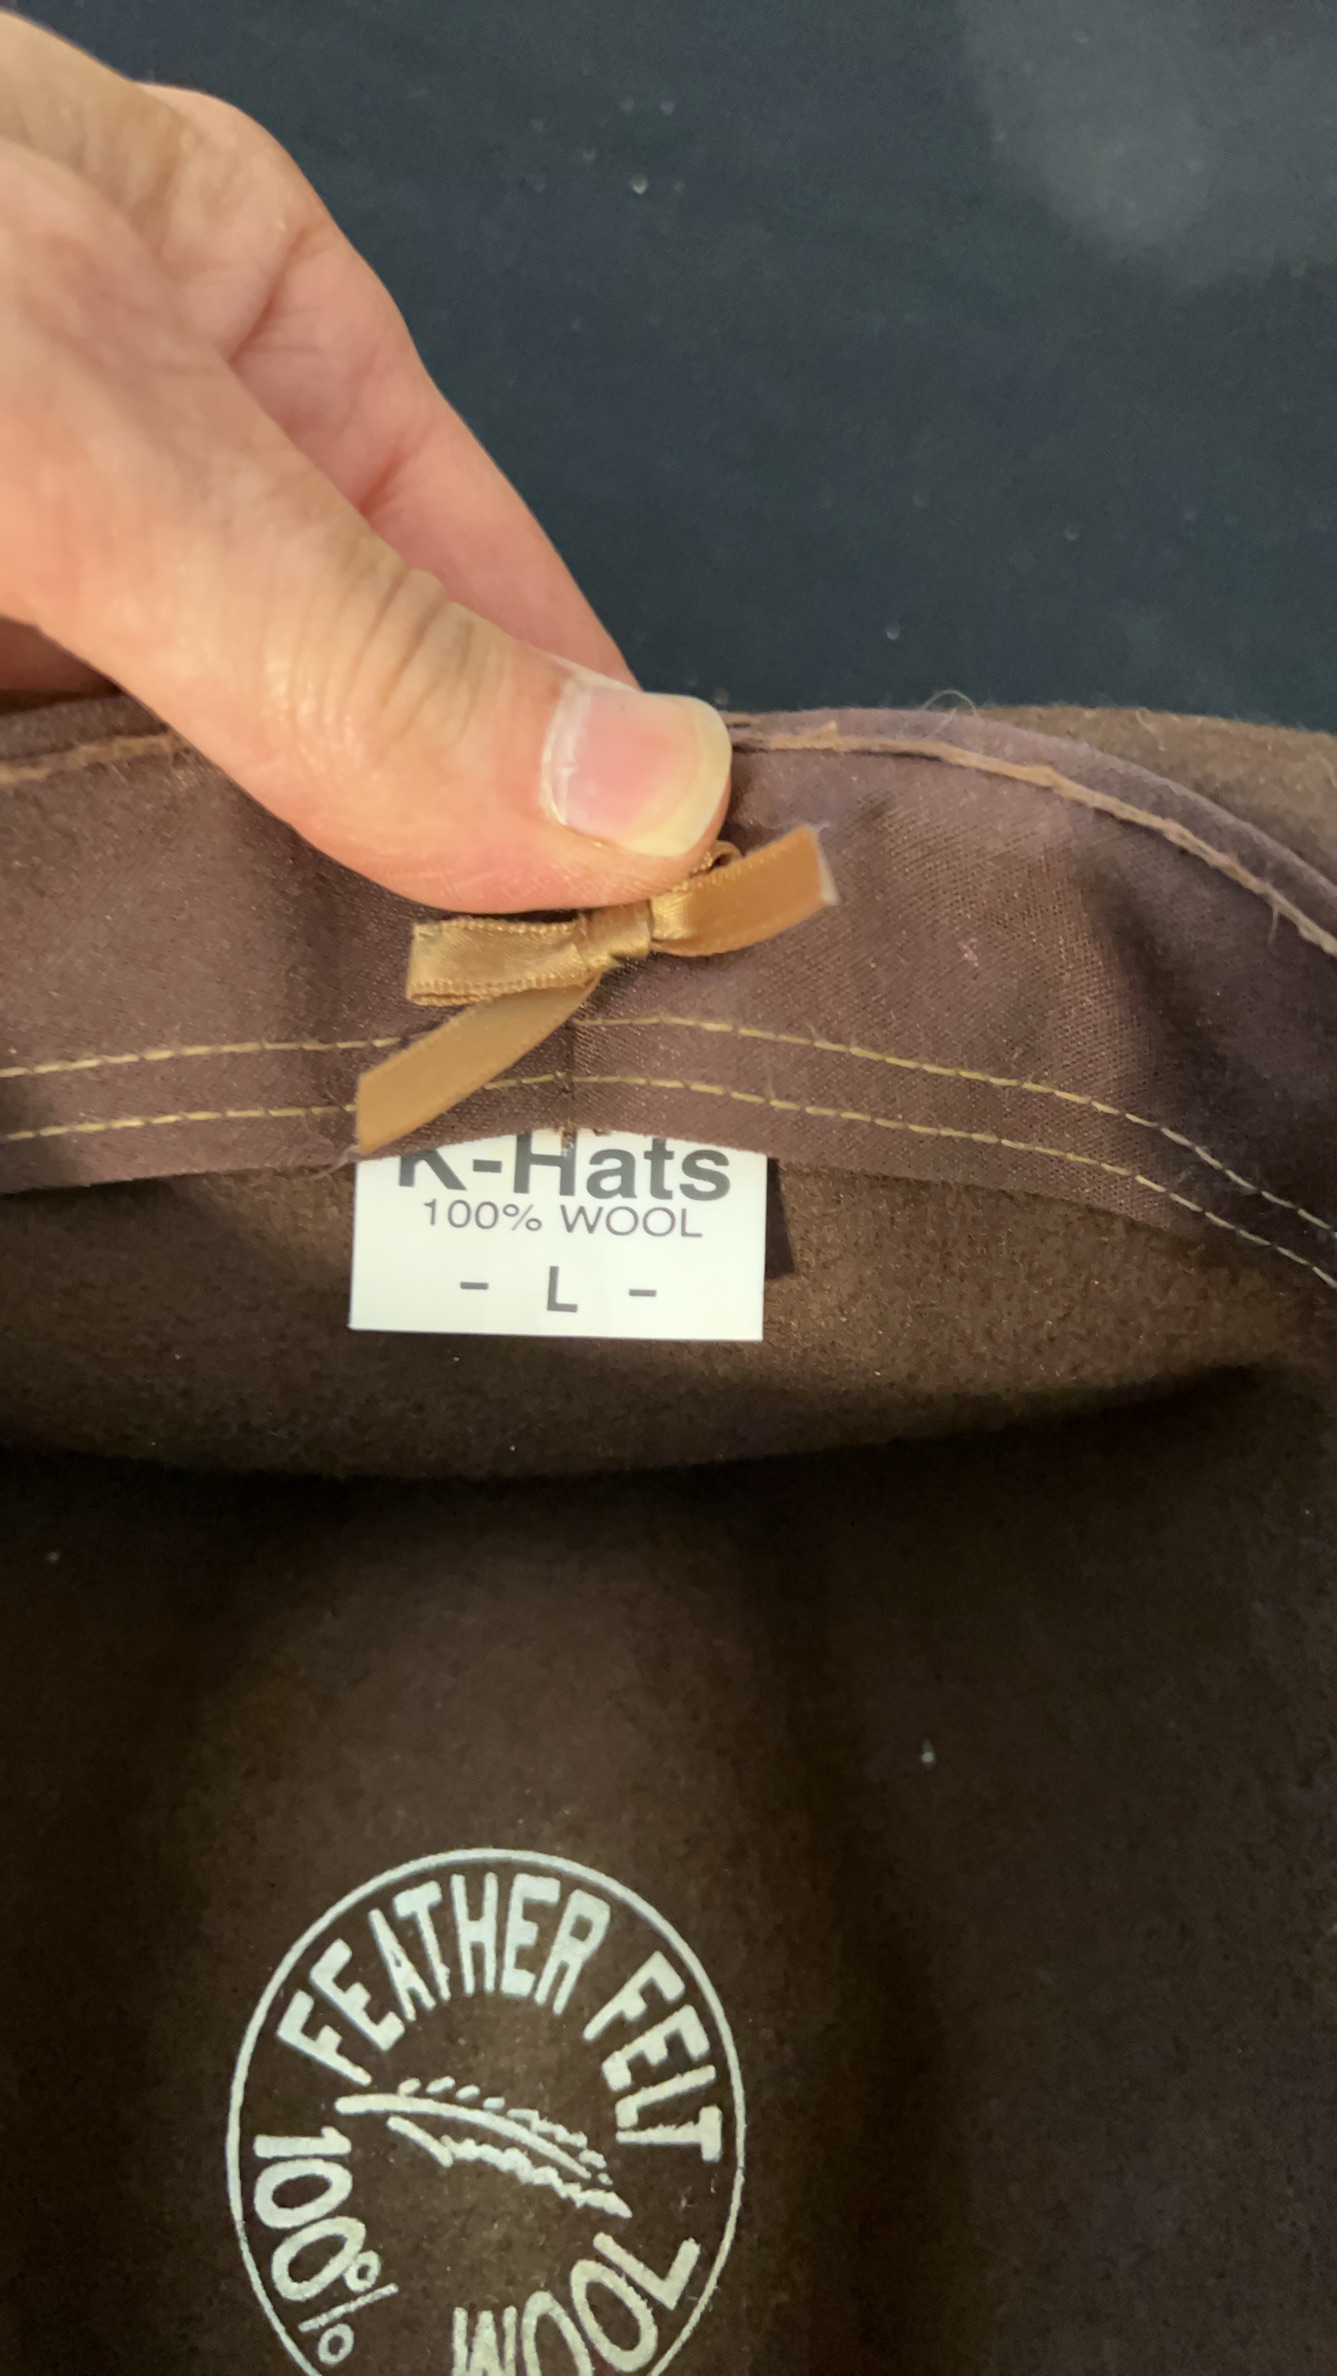 K-Hats
100% WOOL
- L -
FEATHER FELT
100% WOOL